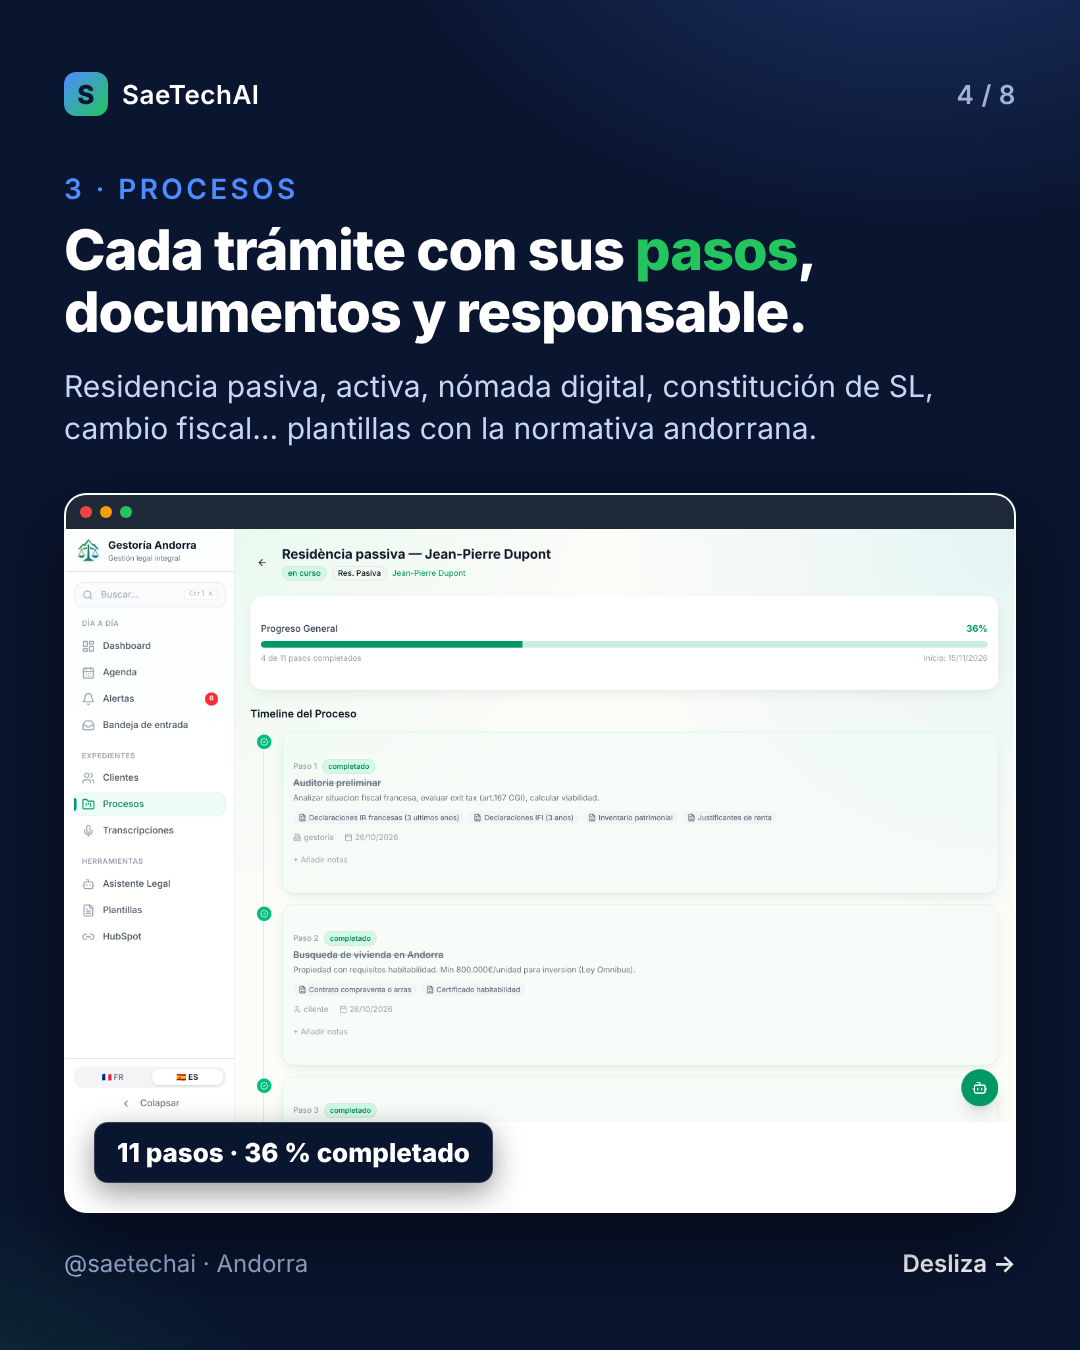 S SaeTechAI
4 / 8
3 · PROCESOS
Cada trámite con sus pasos,
documentos y responsable.
Residencia pasiva, activa, nómada digital, constitución de SL,
cambio fiscal... plantillas con la normativa andorrana.
Gestoría Andorra
Gestión legal integral
Buscar... Ctrl K
DÍA A DÍA
Dashboard
Agenda
Alertas 6
Bandeja de entrada
EXPEDIENTES
Clientes
Procesos
Transcripciones
HERRAMIENTAS
Asistente Legal
Plantillas
HubSpot
🇫🇷 FR 🇪🇸 ES
Colapsar
Residència passiva — Jean-Pierre Dupont
en curso Res. Pasiva Jean-Pierre Dupont
Progreso General 36%
4 de 11 pasos completados Inicio: 15/11/2026
Timeline del Proceso
Paso 1 completado
Auditoria preliminar
Analizar situacion fiscal francesa, evaluar exit tax (art.167 CGI), calcular viabilidad.
Declaraciones IR francesas (3 ultimos anos) Declaraciones IFI (3 anos) Inventario patrimonial Justificantes de renta
gestoria 26/10/2026
+ Añadir notas
Paso 2 completado
Busqueda de vivienda en Andorra
Propiedad con requisitos habitabilidad. Min 800.000€/unidad para inversion (Ley Omnibus).
Contrato compraventa o arras Certificado habitabilidad
cliente 26/10/2026
+ Añadir notas
Paso 3 completado
11 pasos · 36 % completado
@saetechai · Andorra
Desliza →